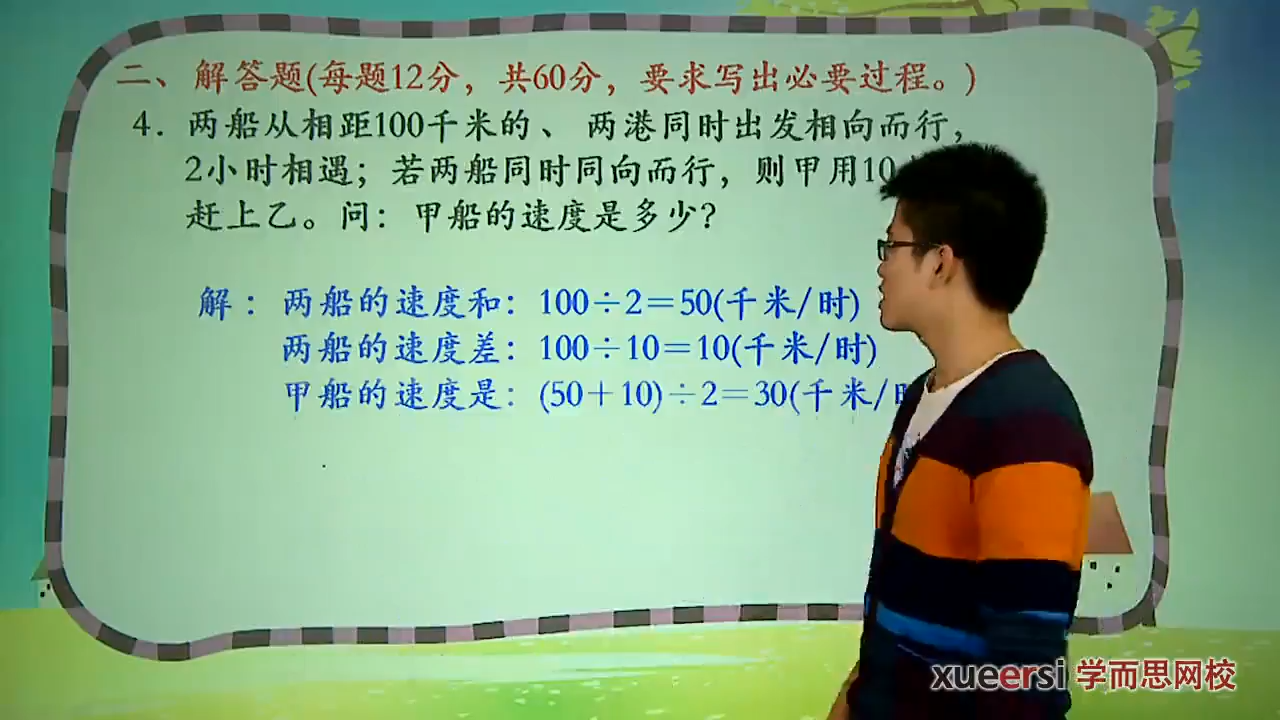 二、解答题(每题12分，共60分，要求写出必要过程。)
4．两船从相距100千米的、 两港同时出发相向而行，
2小时相遇；若两船同时同向而行，则甲用10
赶上乙。问：甲船的速度是多少？
解：两船的速度和：100÷2＝50(千米/时)
两船的速度差：100÷10＝10(千米/时)
甲船的速度是：(50＋10)÷2＝30(千米/
xueersi 学而思网校